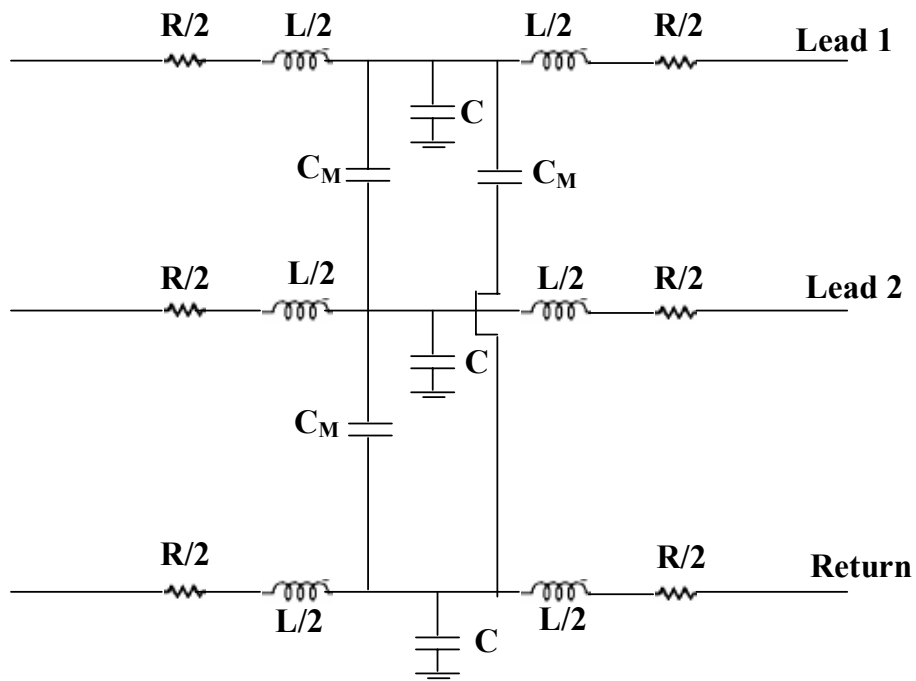 R/2 L/2 L/2 R/2 Lead 1
C
C_M C_M
R/2 L/2 L/2 R/2 Lead 2
C
C_M
R/2 L/2 L/2 R/2 Return
C